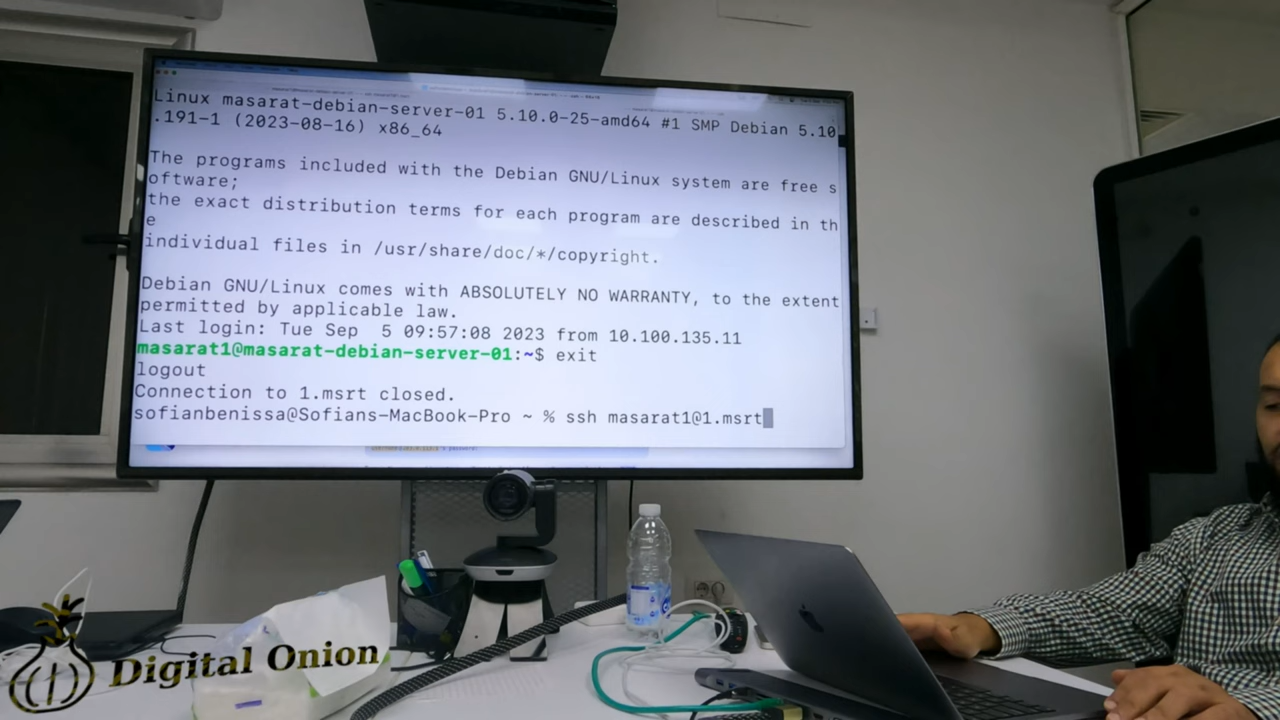 Linux masarat-debian-server-01 5.10.0-25-amd64 #1 SMP Debian 5.10
.191-1 (2023-08-16) x86_64
The programs included with the Debian GNU/Linux system are free s
oftware;
the exact distribution terms for each program are described in th
e
individual files in /usr/share/doc/*/copyright.
Debian GNU/Linux comes with ABSOLUTELY NO WARRANTY, to the extent
permitted by applicable law.
Last login: Tue Sep  5 09:57:08 2023 from 10.100.135.11
masarat1@masarat-debian-server-01:~$ exit
logout
Connection to 1.msrt closed.
sofianbenissa@Sofians-MacBook-Pro ~ % ssh masarat1@1.msrt
Digital Onion